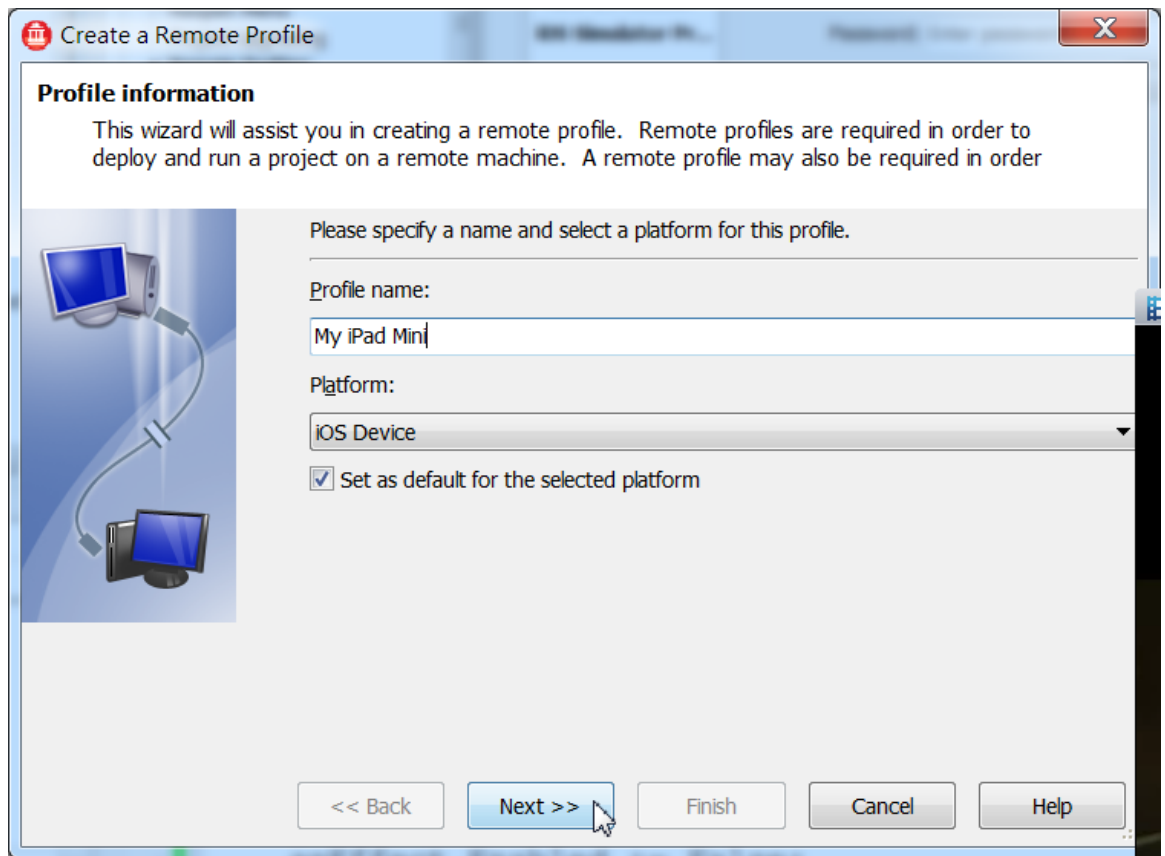 Create a Remote Profile
Profile information
This wizard will assist you in creating a remote profile.  Remote profiles are required in order to
deploy and run a project on a remote machine.  A remote profile may also be required in order
Please specify a name and select a platform for this profile.
Profile name:
My iPad Mini
Platform:
iOS Device
Set as default for the selected platform
<< Back
Next >>
Finish
Cancel
Help